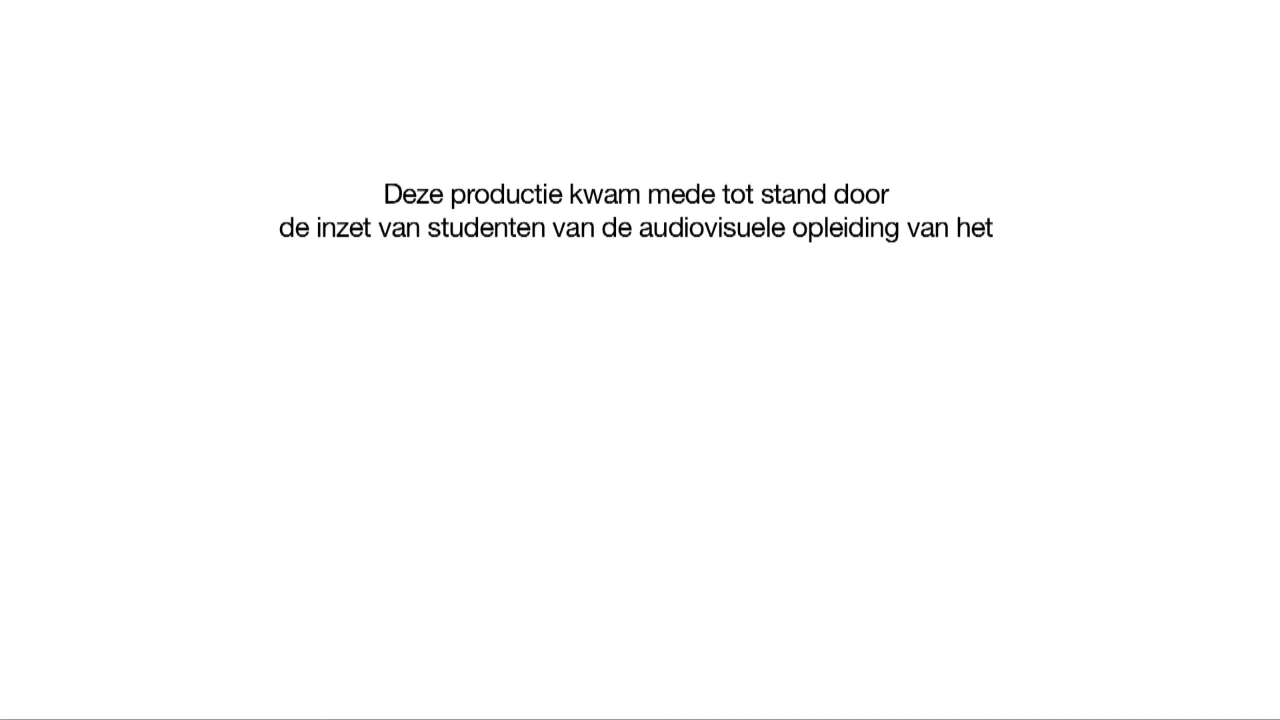 Deze productie kwam mede tot stand door
de inzet van studenten van de audiovisuele opleiding van het